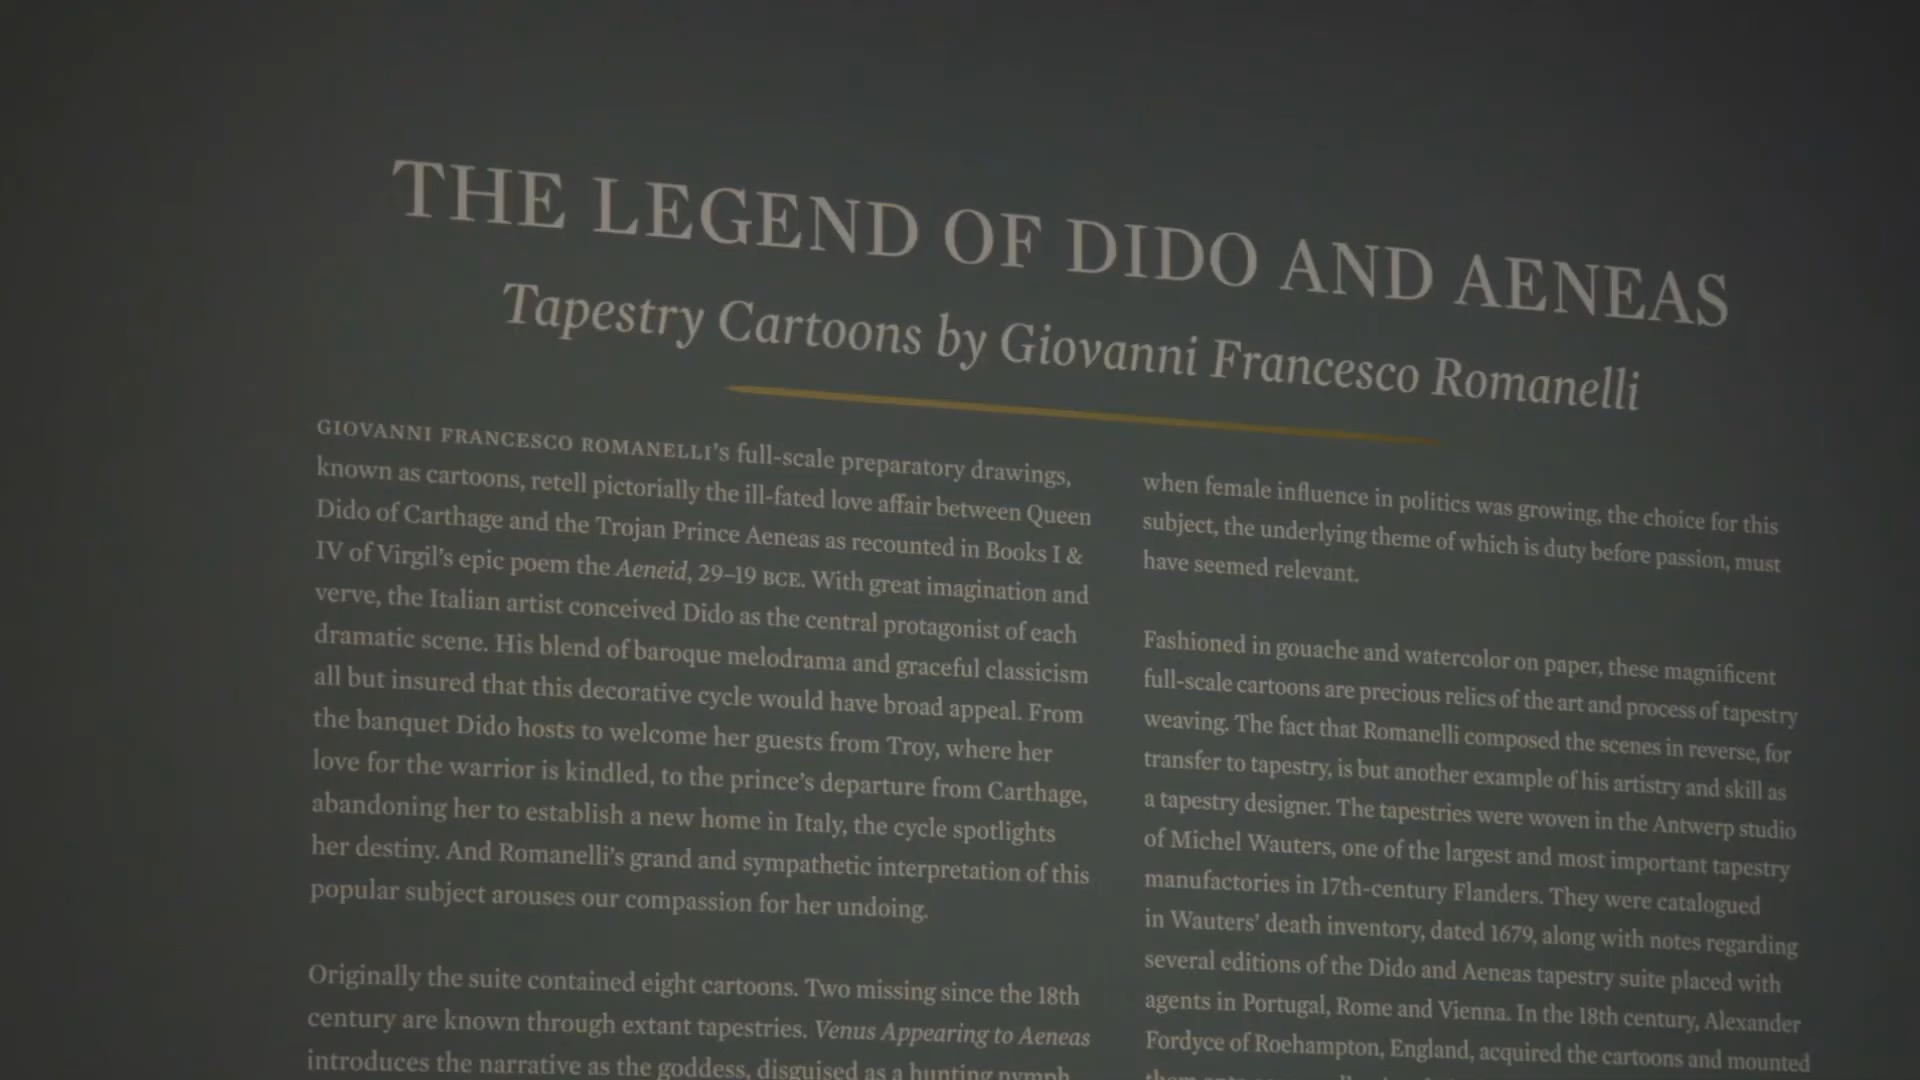 THE LEGEND OF DIDO AND AENEAS
Tapestry Cartoons by Giovanni Francesco Romanelli
GIOVANNI FRANCESCO ROMANELLI'S full-scale preparatory drawings,
known as cartoons, retell pictorially the ill-fated love affair between Queen
Dido of Carthage and the Trojan Prince Aeneas as recounted in Books I &
IV of Virgil's epic poem the Aeneid, 29–19 BCE. With great imagination and
verve, the Italian artist conceived Dido as the central protagonist of each
dramatic scene. His blend of baroque melodrama and graceful classicism
all but insured that this decorative cycle would have broad appeal. From
the banquet Dido hosts to welcome her guests from Troy, where her
love for the warrior is kindled, to the prince's departure from Carthage,
abandoning her to establish a new home in Italy, the cycle spotlights
her destiny. And Romanelli's grand and sympathetic interpretation of this
popular subject arouses our compassion for her undoing.
Originally the suite contained eight cartoons. Two missing since the 18th
century are known through extant tapestries. Venus Appearing to Aeneas
introduces the narrative as the goddess, disguised as a hunting nymph
when female influence in politics was growing, the choice for this
subject, the underlying theme of which is duty before passion, must
have seemed relevant.
Fashioned in gouache and watercolor on paper, these magnificent
full-scale cartoons are precious relics of the art and process of tapestry
weaving. The fact that Romanelli composed the scenes in reverse, for
transfer to tapestry, is but another example of his artistry and skill as
a tapestry designer. The tapestries were woven in the Antwerp studio
of Michel Wauters, one of the largest and most important tapestry
manufactories in 17th-century Flanders. They were catalogued
in Wauters' death inventory, dated 1679, along with notes regarding
several editions of the Dido and Aeneas tapestry suite placed with
agents in Portugal, Rome and Vienna. In the 18th century, Alexander
Fordyce of Roehampton, England, acquired the cartoons and mounted